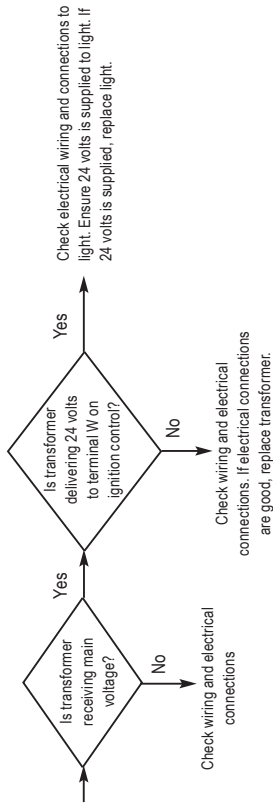 Is transformer
receiving main
voltage?
Yes
No
Check wiring and electrical
connections
Is transformer
delivering 24 volts
to terminal W on
ignition control?
Yes
No
Check wiring and electrical
connections. If electrical connections
are good, replace transformer.
Check electrical wiring and connections to
light. Ensure 24 volts is supplied to light. If
24 volts is supplied, replace light.